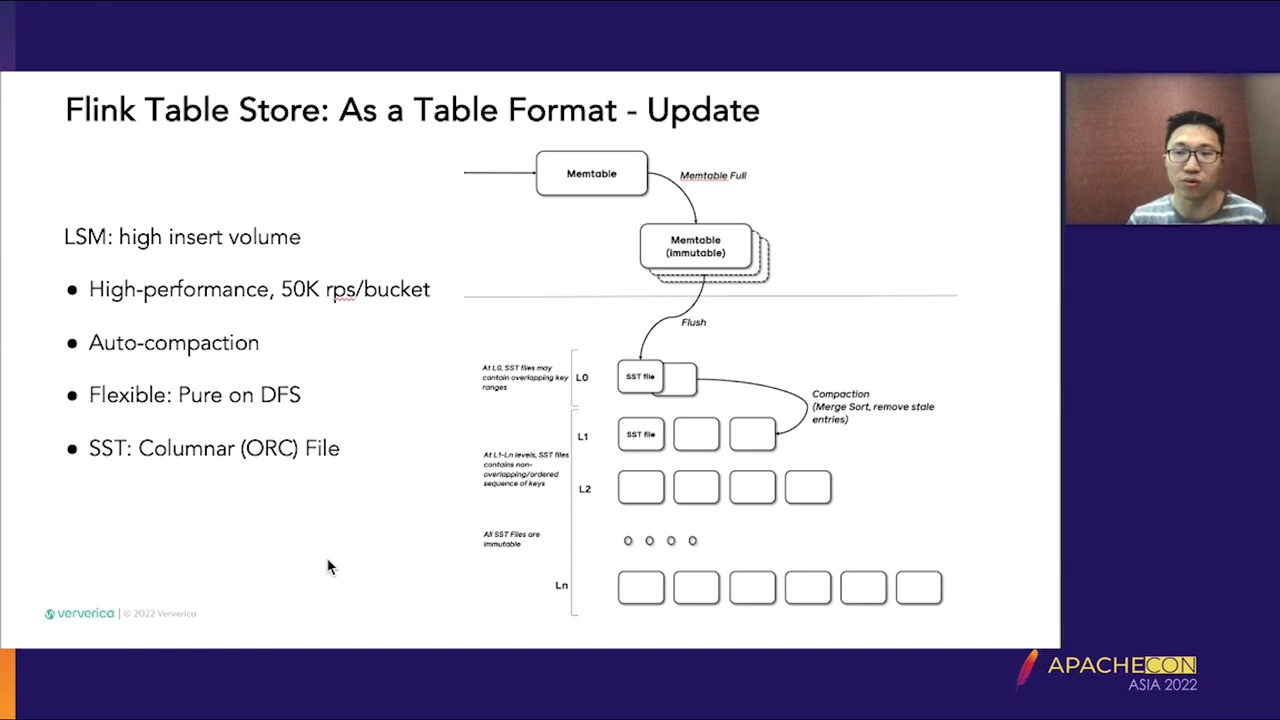 Flink Table Store: As a Table Format - Update
LSM: high insert volume
● High-performance, 50K rps/bucket
● Auto-compaction
● Flexible: Pure on DFS
● SST: Columnar (ORC) File
Memtable
Memtable Full
Memtable
(immutable)
Flush
At L0, SST files may
contain overlapping key
ranges
L0
SST file
Compaction
(Merge Sort, remove stale
entries)
L1
SST file
At L1-Ln levels, SST files
contains non-
overlapping/ordered
sequence of keys
L2
All SST Files are
immutable
Ln
ververica | © 2022 Ververica
APACHECON
ASIA 2022